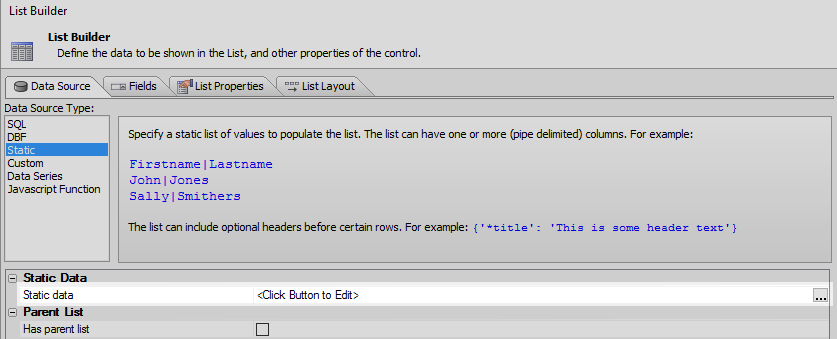 List Builder
List Builder
Define the data to be shown in the List, and other properties of the control.
Data Source Fields List Properties List Layout
Data Source Type:
SQL
DBF
Static
Custom
Data Series
Javascript Function
Specify a static list of values to populate the list. The list can have one or more (pipe delimited) columns. For example:
Firstname|Lastname
John|Jones
Sally|Smithers
The list can include optional headers before certain rows. For example: {'*title': 'This is some header text'}
Static Data
Static data <Click Button to Edit> ...
Parent List
Has parent list